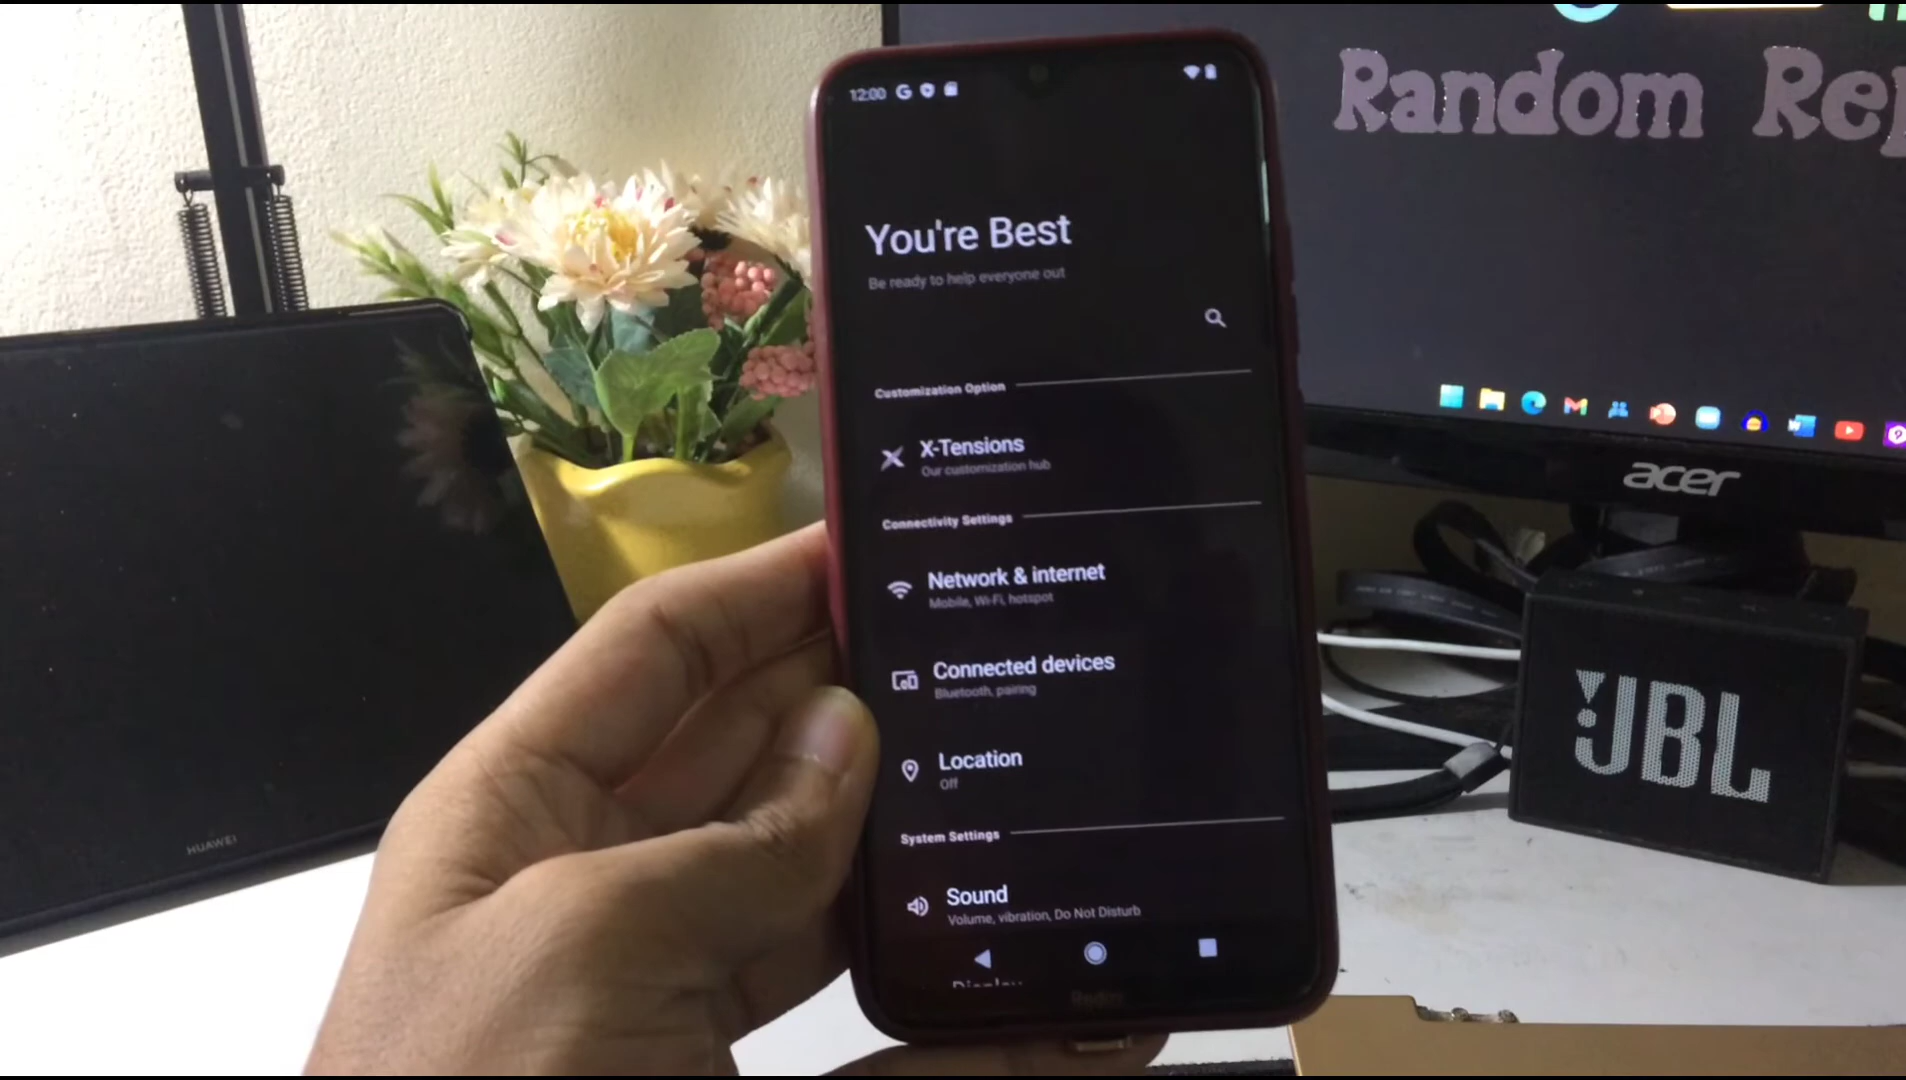 Random
12:00
You're Best
Be ready to help everyone out
Customization Option
X-Tensions
Our customization hub
Connectivity Settings
Network & internet
Mobile, Wi-Fi, hotspot
Connected devices
Bluetooth, pairing
Location
Off
System Settings
Sound
Volume, vibration, Do Not Disturb
Display
Redmi
HUAWEI
acer
JBL